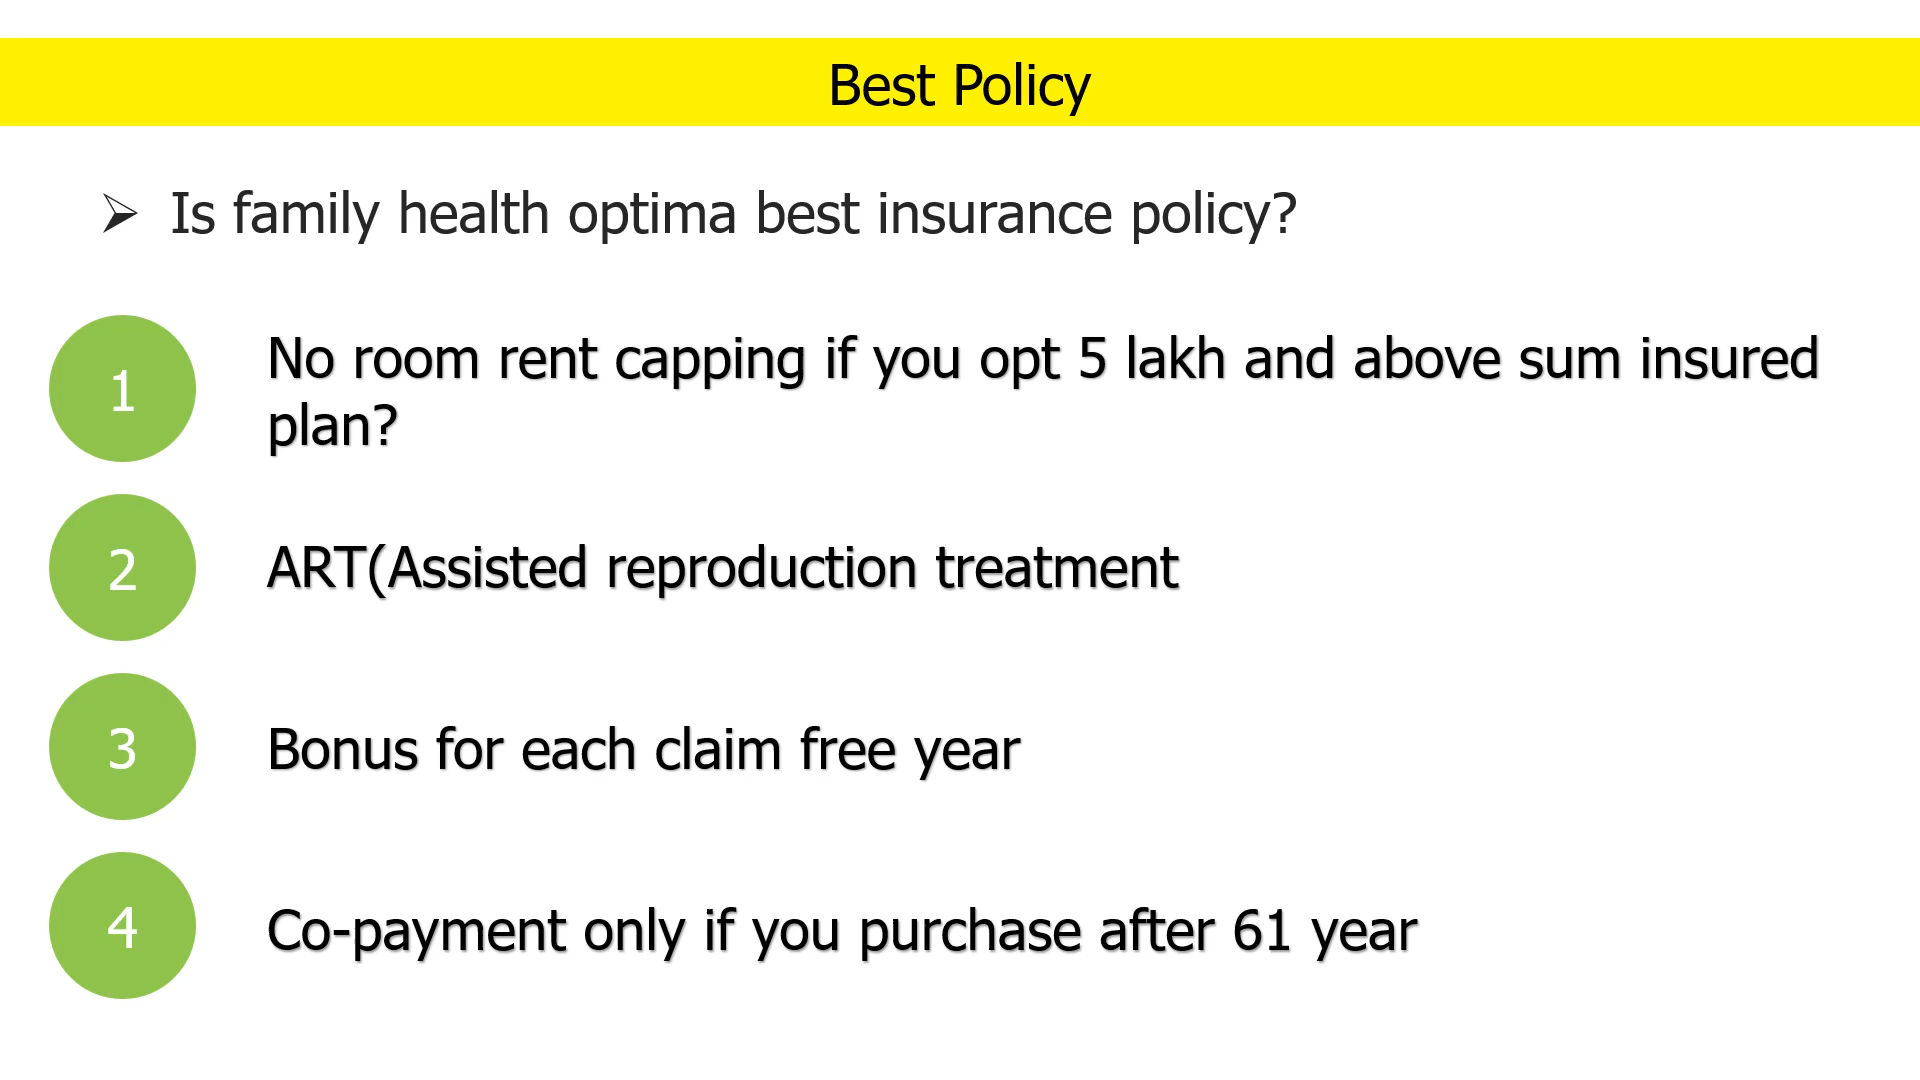 Best Policy
Is family health optima best insurance policy?
1
No room rent capping if you opt 5 lakh and above sum insured
plan?
2
ART(Assisted reproduction treatment
3
Bonus for each claim free year
4
Co-payment only if you purchase after 61 year